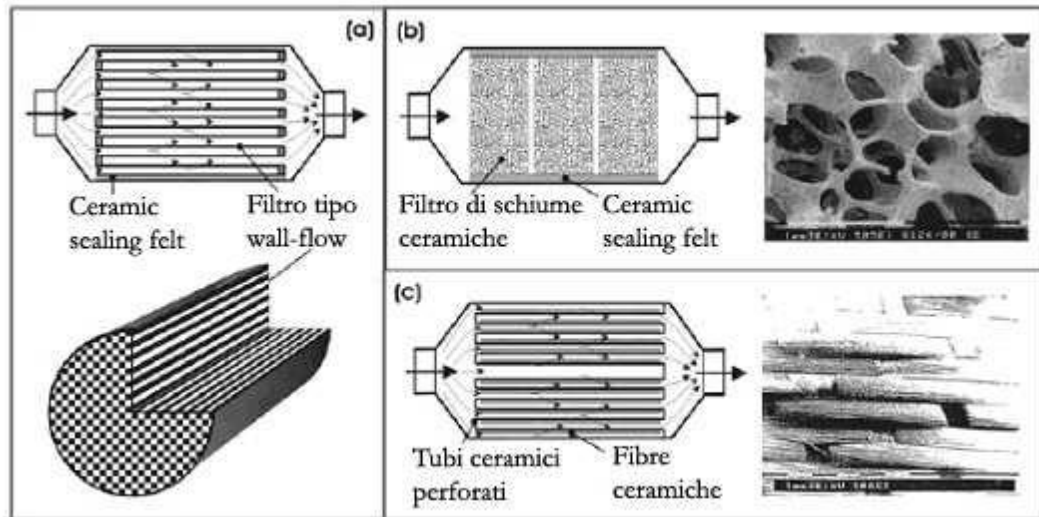 (a)
Ceramic
sealing felt
Filtro tipo
wall-flow
(b)
Filtro di schiume
ceramiche
Ceramic
sealing felt
(c)
Tubi ceramici
perforati
Fibre
ceramiche